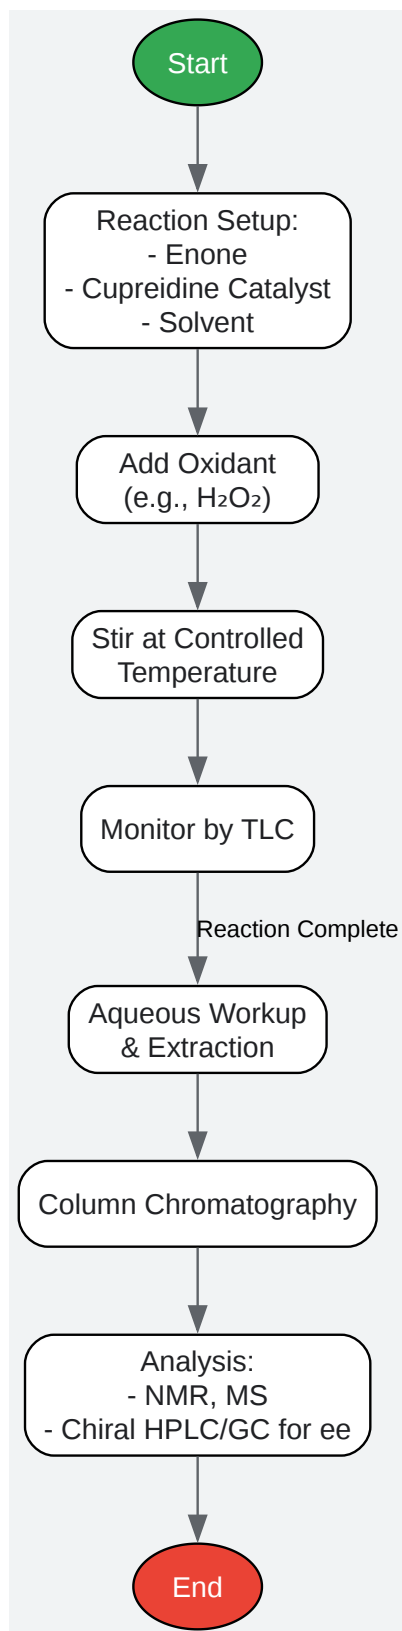 Start
Reaction Setup:
- Enone
- Cupreidine Catalyst
- Solvent
Add Oxidant
(e.g., H₂O₂)
Stir at Controlled
Temperature
Monitor by TLC
Reaction Complete
Aqueous Workup
& Extraction
Column Chromatography
Analysis:
- NMR, MS
- Chiral HPLC/GC for ee
End